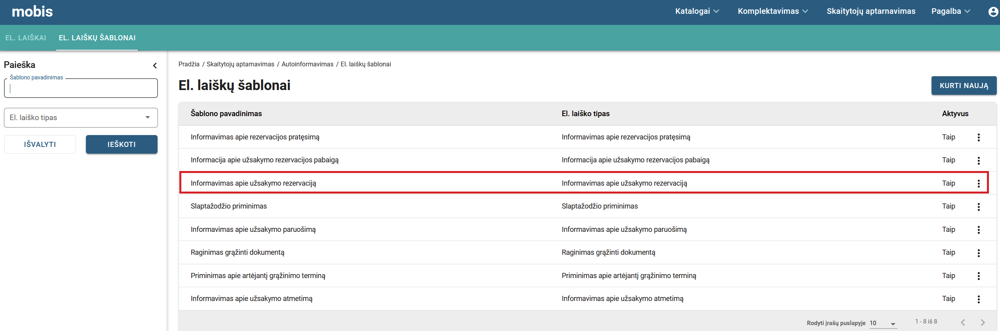 mobis
Katalogai Komplektavimas Skaitytojų aptarnavimas Pagalba
EL. LAIŠKAI EL. LAIŠKŲ ŠABLONAI
Paieška
Šablono pavadinimas
El. laiško tipas
IŠVALYTI IEŠKOTI
Pradžia / Skaitytojų aptarnavimas / Autoinformavimas / El. laiškų šablonai
El. laiškų šablonai
KURTI NAUJĄ
Šablono pavadinimas El. laiško tipas Aktyvus
Informavimas apie rezervacijos pratęsimą Informavimas apie rezervacijos pratęsimą Taip
Informacija apie užsakymo rezervacijos pabaigą Informacija apie užsakymo rezervacijos pabaigą Taip
Informavimas apie užsakymo rezervaciją Informavimas apie užsakymo rezervaciją Taip
Slaptažodžio priminimas Slaptažodžio priminimas Taip
Informavimas apie užsakymo paruošimą Informavimas apie užsakymo paruošimą Taip
Raginimas grąžinti dokumentą Raginimas grąžinti dokumentą Taip
Priminimas apie artėjantį grąžinimo terminą Priminimas apie artėjantį grąžinimo terminą Taip
Informavimas apie užsakymo atmetimą Informavimas apie užsakymo atmetimą Taip
Rodyti įrašų puslapyje 10 1 - 8 iš 8